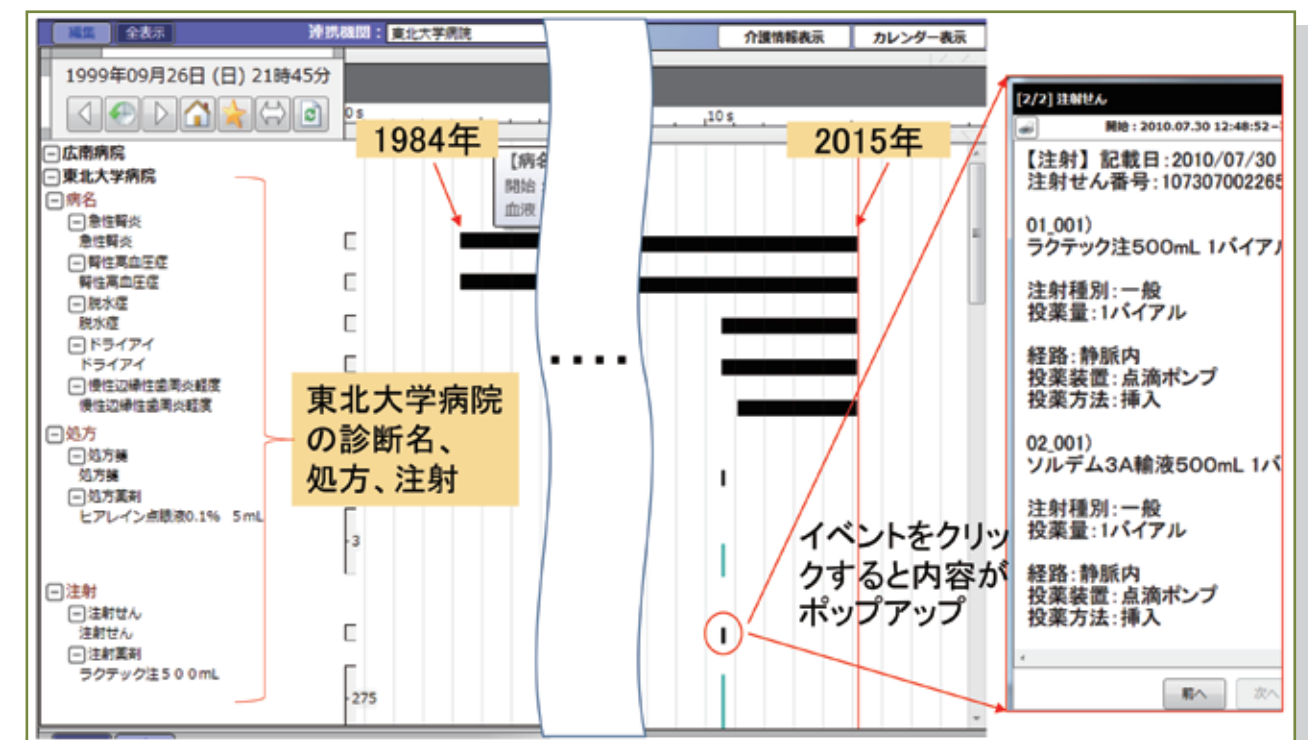 編集 全表示 連携機関： 東北大学病院 介護情報表示 カレンダー表示
1999年09月26日 (日) 21時45分
0s
10s
1984年
2015年
広南病院
東北大学病院
病名
急性腎炎
急性腎炎
腎性高血圧症
腎性高血圧症
脱水症
脱水症
ドライアイ
ドライアイ
慢性辺縁性歯周炎軽度
慢性辺縁性歯周炎軽度
処方
処方箋
処方箋
処方薬剤
ヒアレイン点眼液0.1% 5mL
-3
注射
注射せん
注射せん
注射薬剤
ラクテック注５００mL
-275
【病名
開始：
血液
・・・・
東北大学病院
の診断名、
処方、注射
イベントをクリッ
クすると内容が
ポップアップ
[2/2] 注射せん
開始：2010.07.30 12:48:52~
【注射】 記載日:2010/07/30
注射せん番号:107307002265
01_001)
ラクテック注500mL 1バイアル
注射種別:一般
投薬量:1バイアル
経路:静脈内
投薬装置:点滴ポンプ
投薬方法:挿入
02_001)
ソルデム3A輸液500mL 1バ
注射種別:一般
投薬量:1バイアル
経路:静脈内
投薬装置:点滴ポンプ
投薬方法:挿入
前へ 次へ